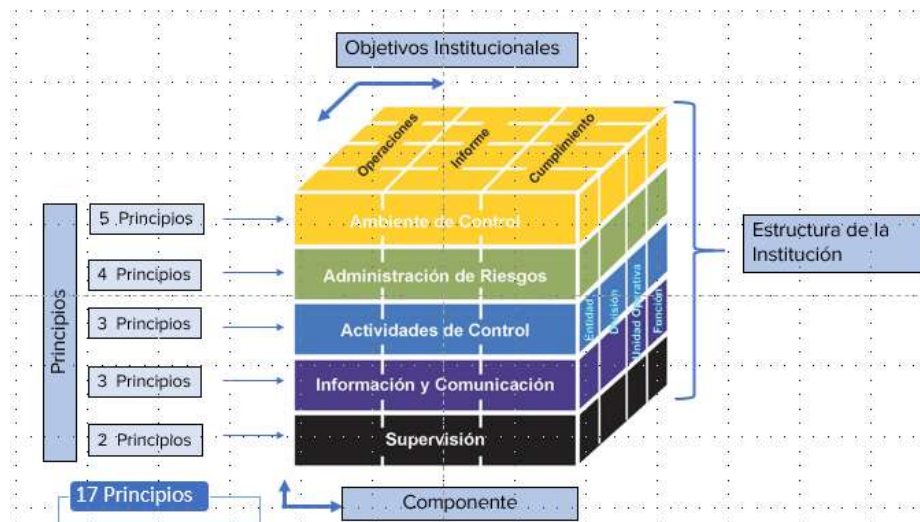 Objetivos Institucionales
Operaciones
Informe
Cumplimiento
Principios
5 Principios
Ambiente de Control
4 Principios
Administración de Riesgos
3 Principios
Actividades de Control
3 Principios
Información y Comunicación
2 Principios
Supervisión
Entidad
División
Unidad Operativa
Función
Estructura de la
Institución
17 Principios
Componente